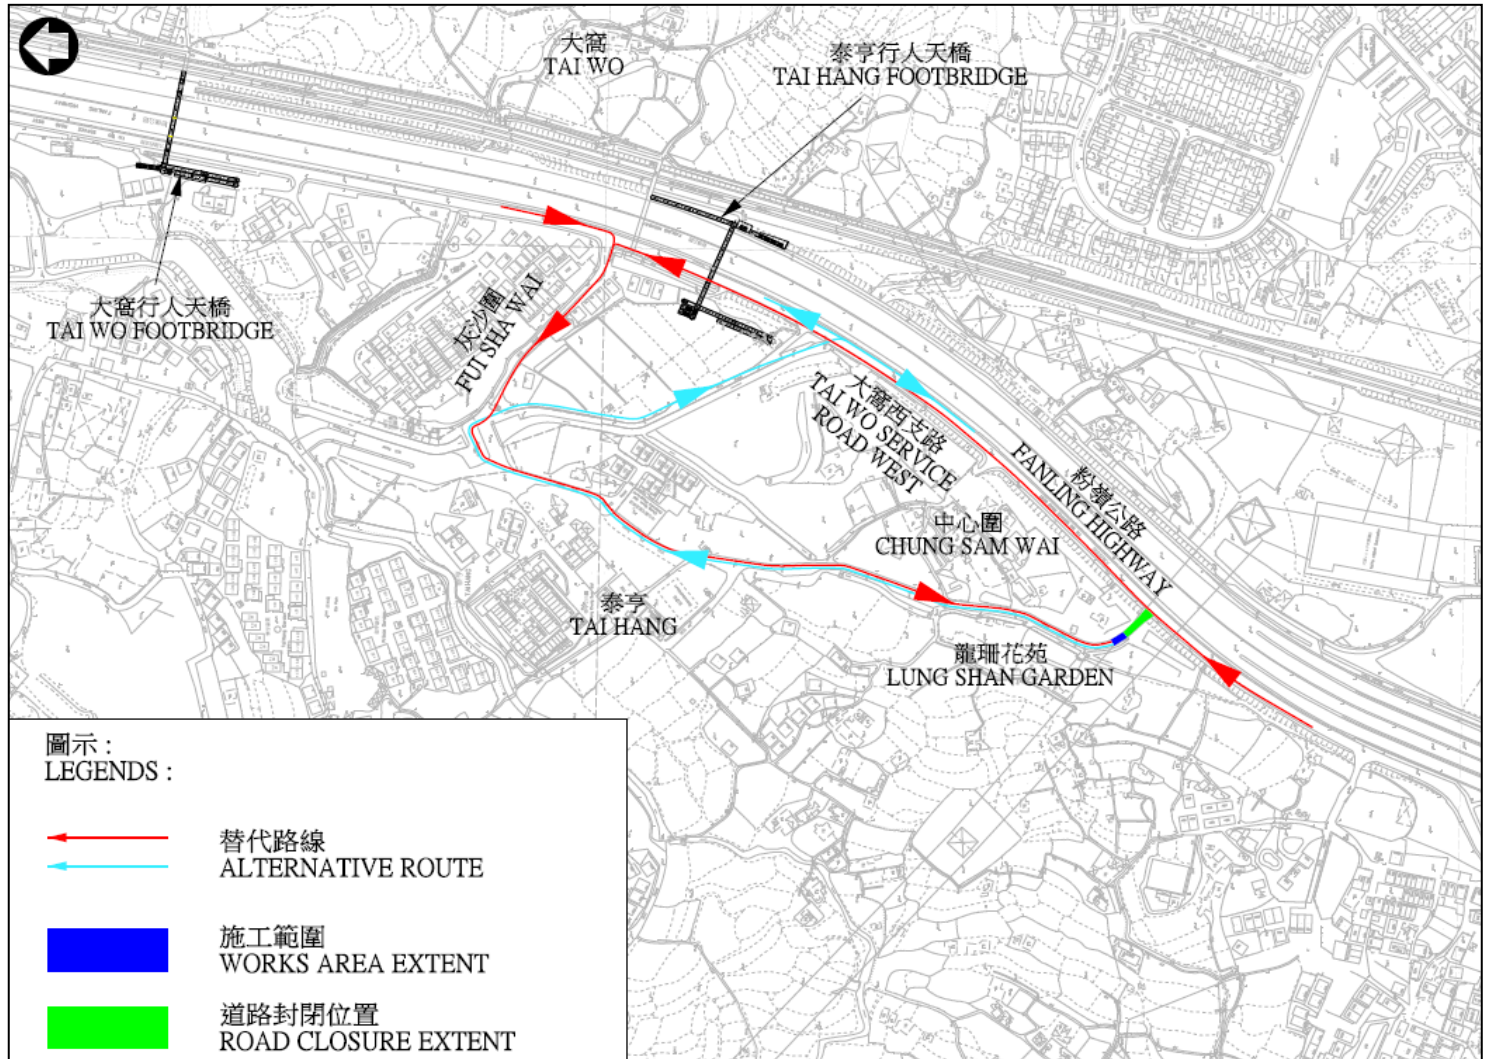 大窩
TAI WO
泰亨行人天橋
TAI HANG FOOTBRIDGE
大窩行人天橋
TAI WO FOOTBRIDGE
灰沙圍
FUI SHA WAI
大窩西支路
TAI WO SERVICE
ROAD WEST
粉嶺公路
FANLING HIGHWAY
中心圍
CHUNG SAM WAI
泰亨
TAI HANG
龍珊花苑
LUNG SHAN GARDEN
圖示 :
LEGENDS :
替代路線
ALTERNATIVE ROUTE
施工範圍
WORKS AREA EXTENT
道路封閉位置
ROAD CLOSURE EXTENT